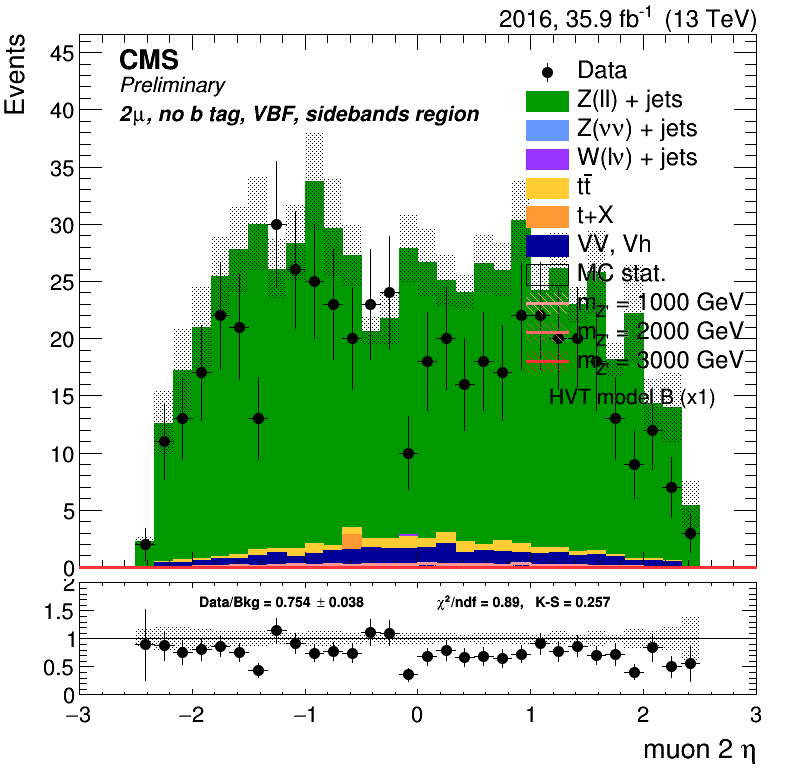 2016, 35.9 fb⁻¹ (13 TeV)
Events
CMS
Preliminary
2μ, no b tag, VBF, sidebands region
Data
Z(ll) + jets
Z(νν) + jets
W(lν) + jets
tt̄
t+X
VV, Vh
MC stat.
m_Z' = 1000 GeV
m_Z' = 2000 GeV
m_Z' = 3000 GeV
HVT model B (x1)
45
40
35
30
25
20
15
10
5
0
Data/Bkg = 0.754 ± 0.038
χ²/ndf = 0.89, K-S = 0.257
2
1.5
1
0.5
0
−3 −2 −1 0 1 2 3
muon 2 η